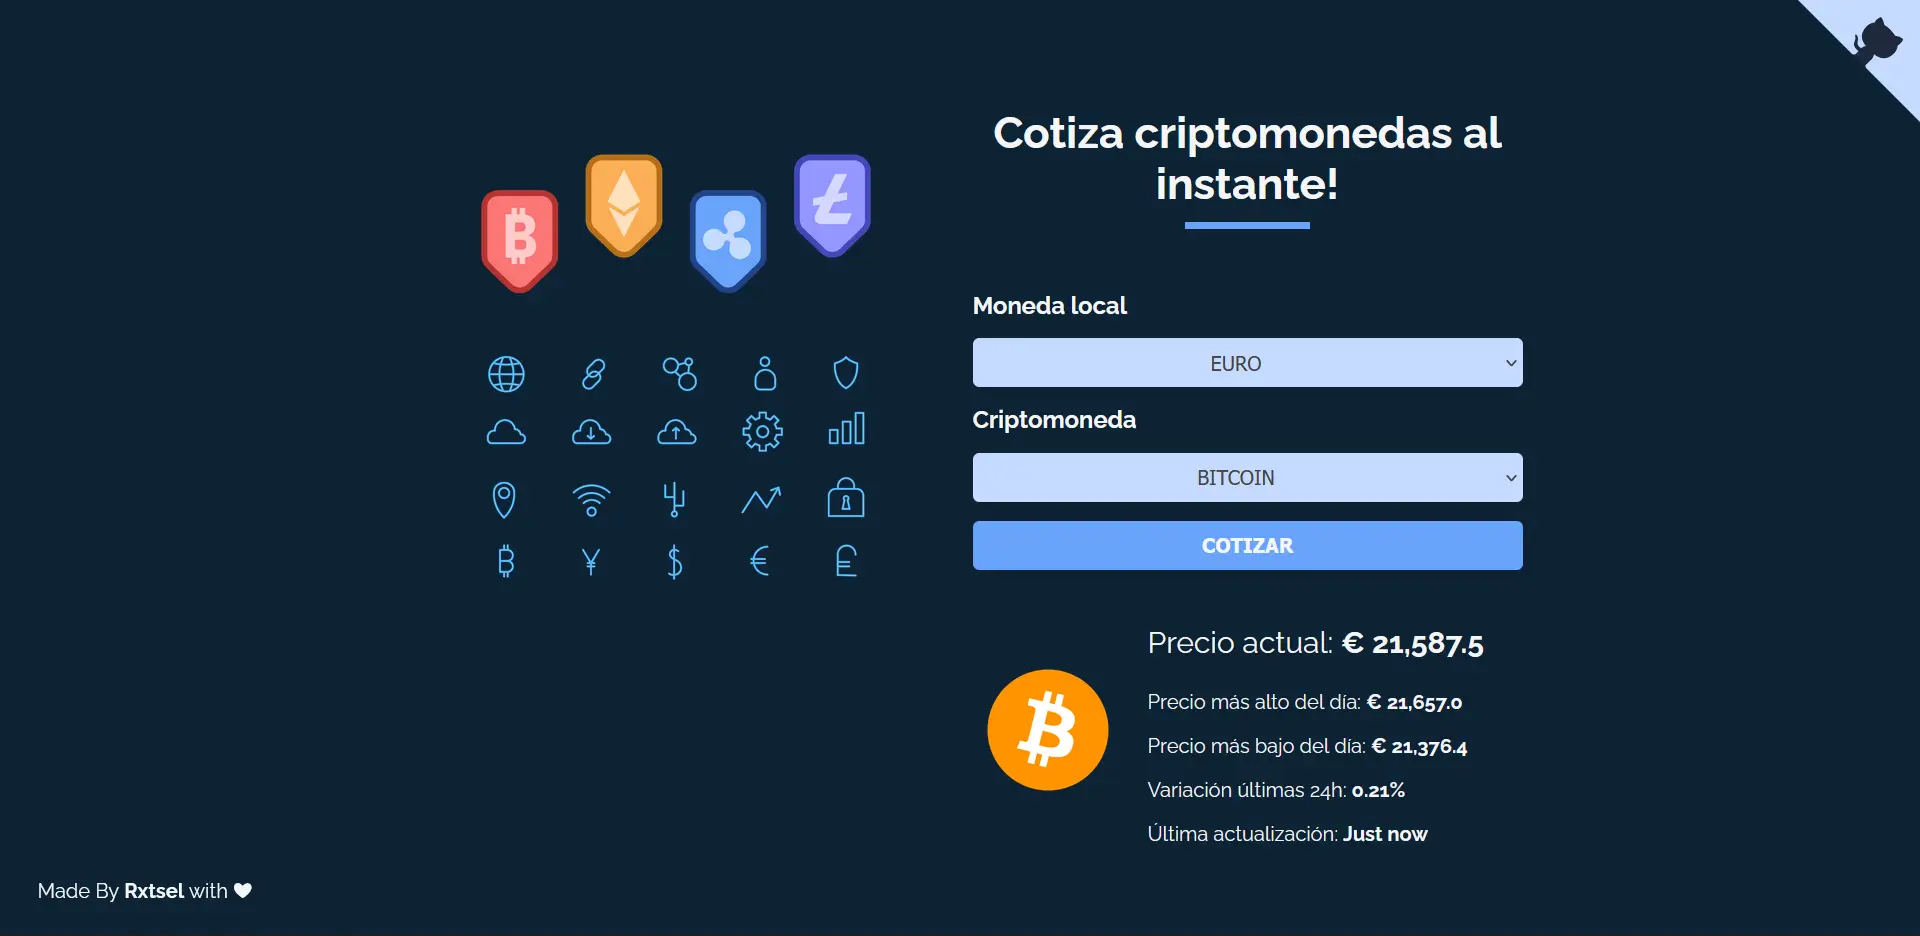 Cotiza criptomonedas al
instante!
Moneda local
EURO
Criptomoneda
BITCOIN
COTIZAR
Precio actual: € 21,587.5
Precio más alto del día: € 21,657.0
Precio más bajo del día: € 21,376.4
Variación últimas 24h: 0.21%
Última actualización: Just now
Made By Rxtsel with